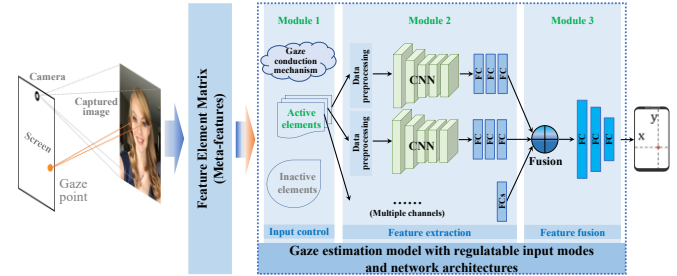 Camera
Captured
image
Screen
Gaze
point
Feature Element Matrix
(Meta-features)
Module 1
Gaze
conduction
mechanism
Active
elements
Inactive
elements
Input control
Module 2
Data
preprocessing
CNN
FC
FC
FC
Data
preprocessing
CNN
FC
FC
FC
......
(Multiple channels)
FCs
Feature extraction
Module 3
Fusion
FC
Feature fusion
y
x
Gaze estimation model with regulatable input modes
and network architectures